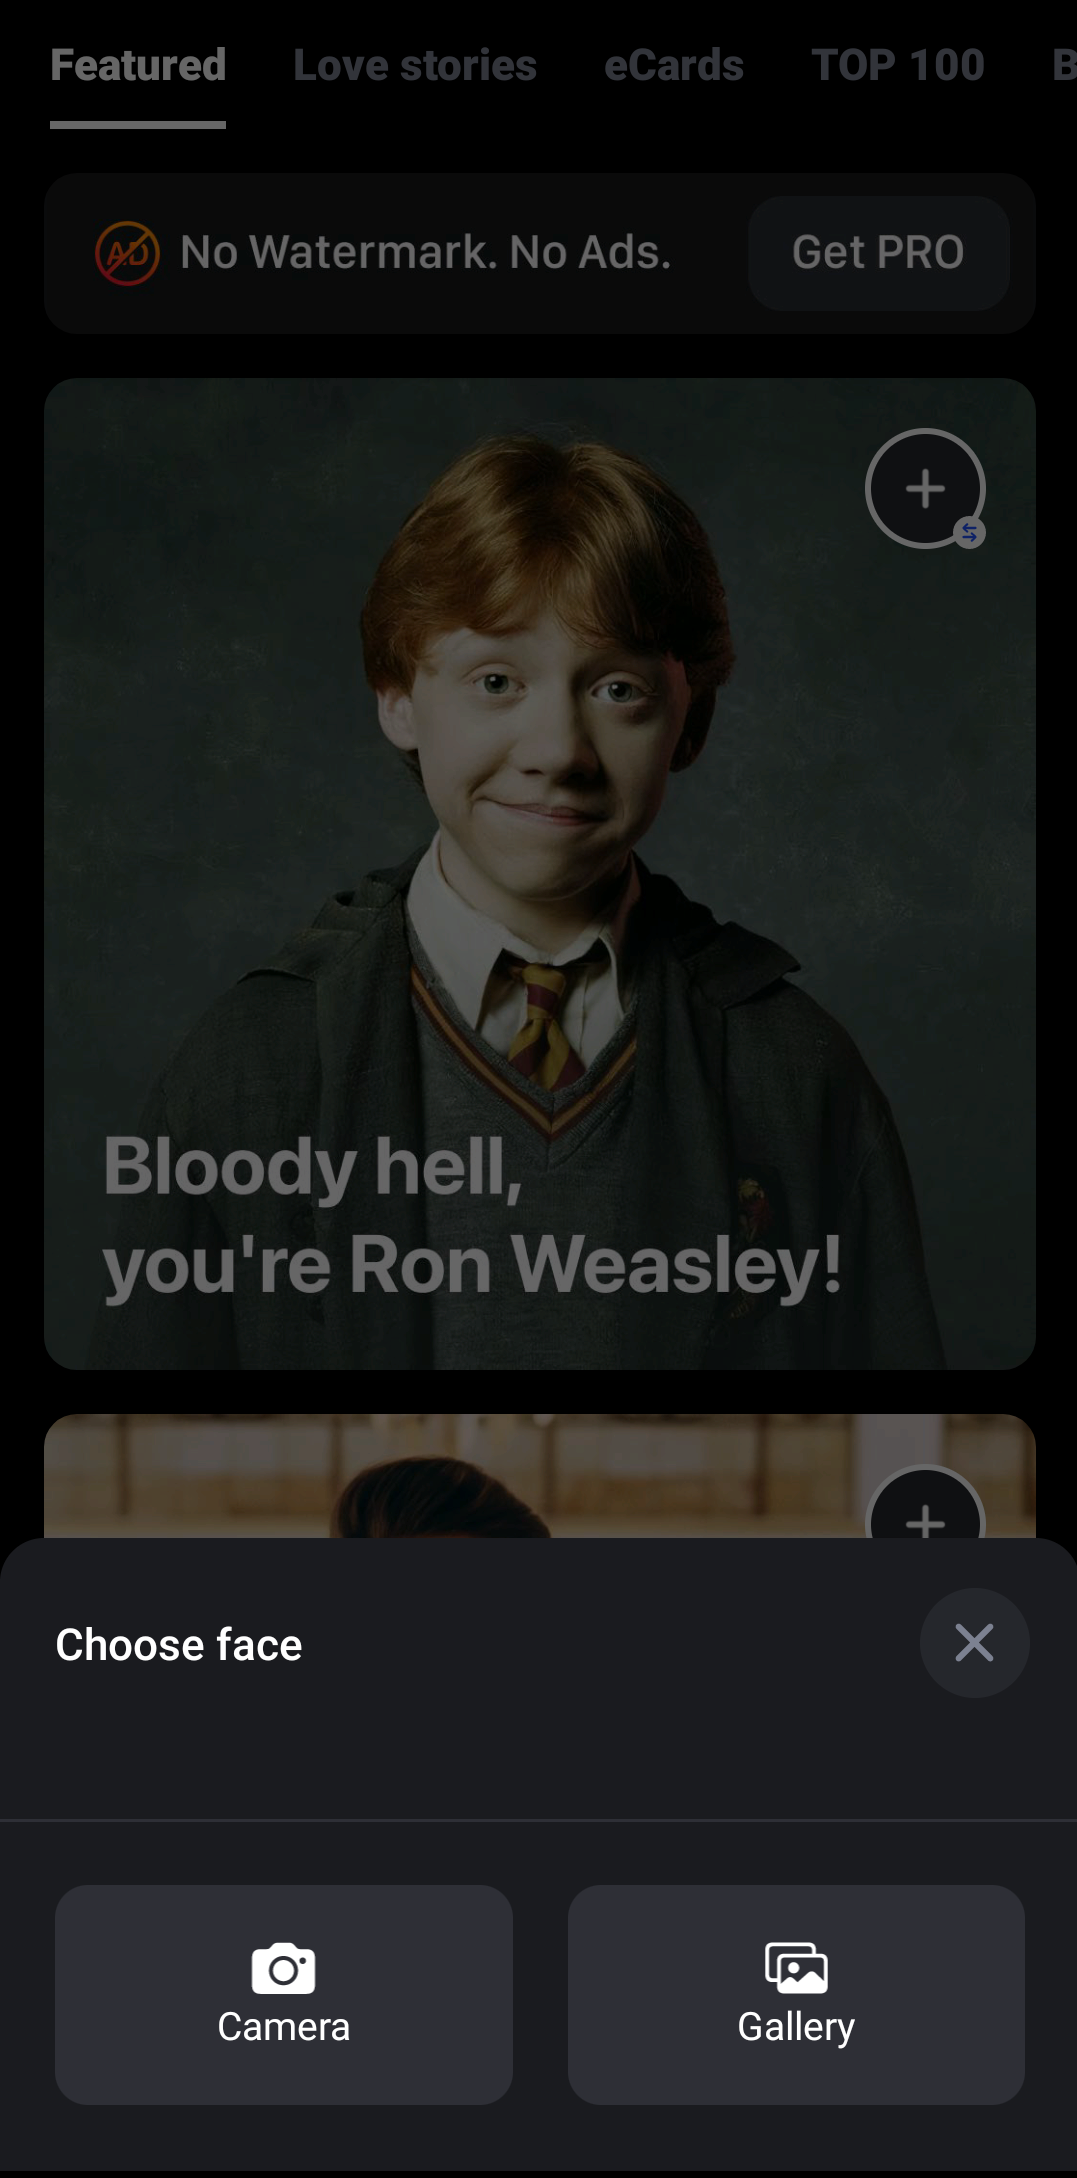 Featured Love stories eCards TOP 100 B
AD No Watermark. No Ads. Get PRO
Bloody hell,
you're Ron Weasley!
Choose face
Camera Gallery